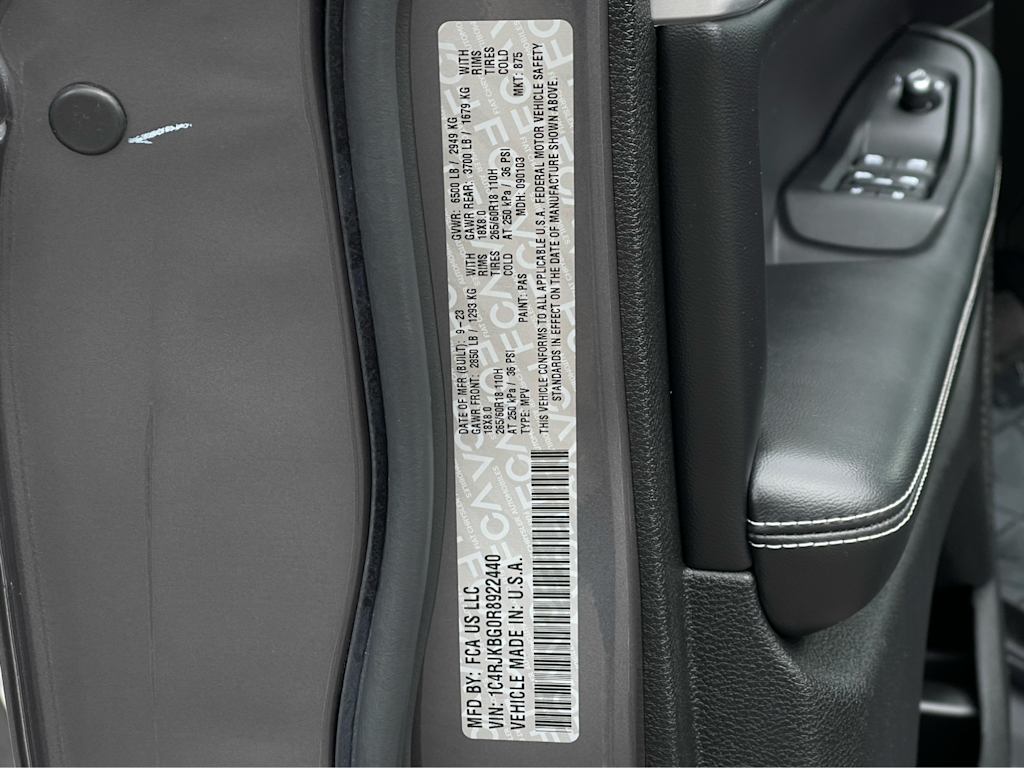 MFD BY: FCA US LLC
VIN: 1C4RJKBG0R8922440
VEHICLE MADE IN: U.S.A.
DATE OF MFR (BUILT): 9-23 GVWR: 6500 LB / 2949 KG
GAWR FRONT: 2850 LB / 1293 KG WITH GAWR REAR: 3700 LB / 1679 KG WITH
18X8.0 RIMS 18X8.0 RIMS
265/60R18 110H TIRES 265/60R18 110H TIRES
AT 250 kPa / 36 PSI COLD AT 250 kPa / 36 PSI COLD
TYPE: MPV PAINT: PAS MDH: 090103 MKT: 875
THIS VEHICLE CONFORMS TO ALL APPLICABLE U.S.A. FEDERAL MOTOR VEHICLE SAFETY
STANDARDS IN EFFECT ON THE DATE OF MANUFACTURE SHOWN ABOVE.